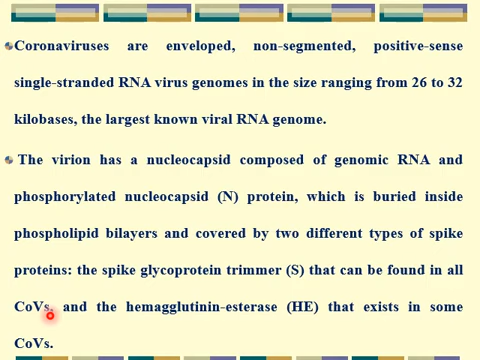 Coronaviruses are enveloped, non-segmented, positive-sense
single-stranded RNA virus genomes in the size ranging from 26 to 32
kilobases, the largest known viral RNA genome.
The virion has a nucleocapsid composed of genomic RNA and
phosphorylated nucleocapsid (N) protein, which is buried inside
phospholipid bilayers and covered by two different types of spike
proteins: the spike glycoprotein trimmer (S) that can be found in all
CoVs, and the hemagglutinin-esterase (HE) that exists in some
CoVs.